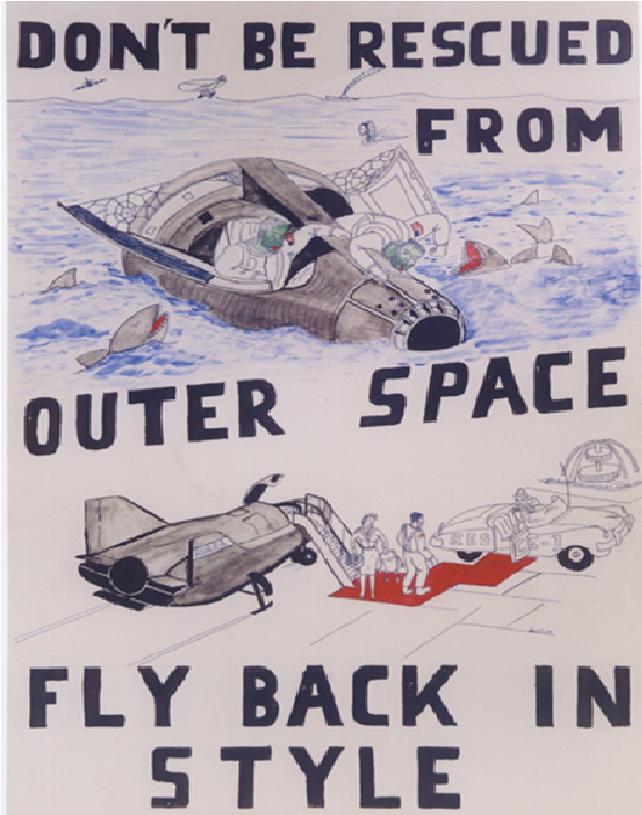 DON'T BE RESCUED
FROM
OUTER SPACE
FLY BACK IN
STYLE